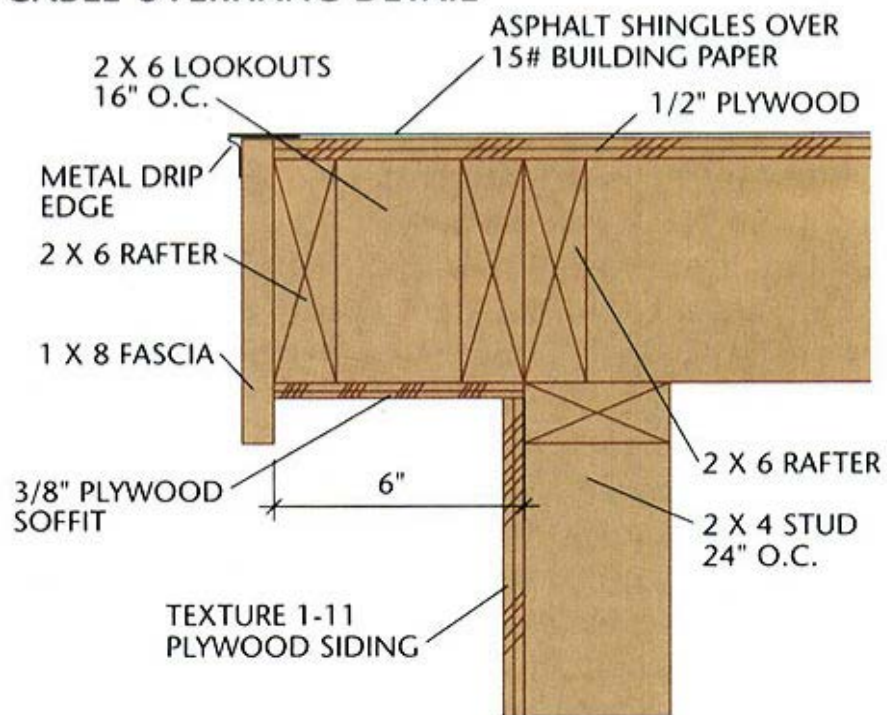 ASPHALT SHINGLES OVER
15# BUILDING PAPER
2 X 6 LOOKOUTS
16" O.C.
1/2" PLYWOOD
METAL DRIP
EDGE
2 X 6 RAFTER
1 X 8 FASCIA
3/8" PLYWOOD
SOFFIT
6"
2 X 6 RAFTER
2 X 4 STUD
24" O.C.
TEXTURE 1-11
PLYWOOD SIDING